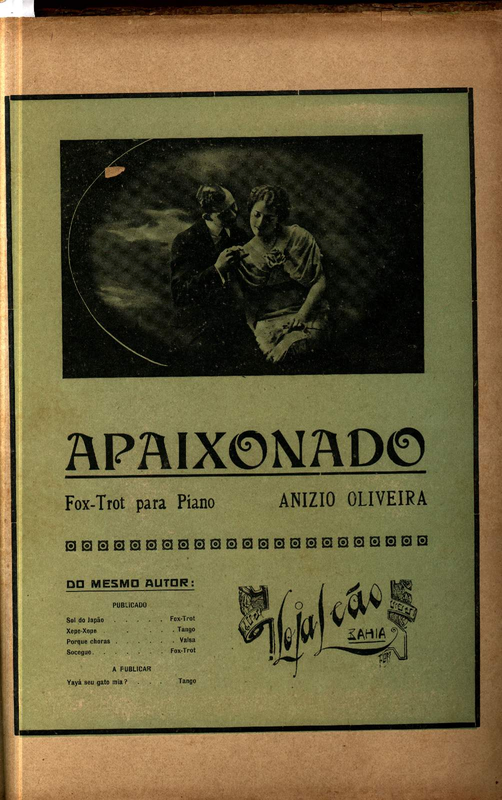 APAIXONADO
Fox-Trot para Piano ANIZIO OLIVEIRA
DO MESMO AUTOR:
PUBLICADO
Sol do Japão . . . . . . Fox-Trot
Xepe-Xepe . . . . . . . Tango
Porque choras . . . . . Valsa
Socegue . . . . . . . Fox-Trot
A PUBLICAR
Yayá seu gato mia? . . . . Tango
Loja Leão
BAHIA